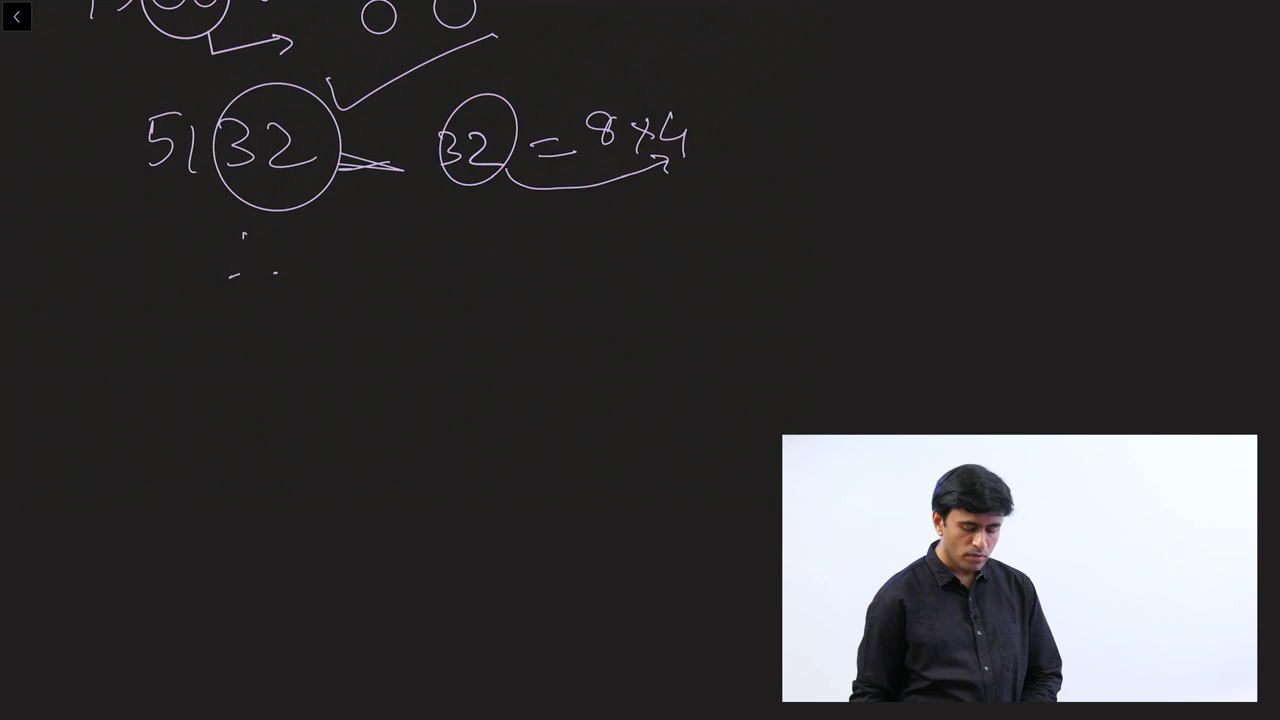 5132 = 32 = 8×4
∴